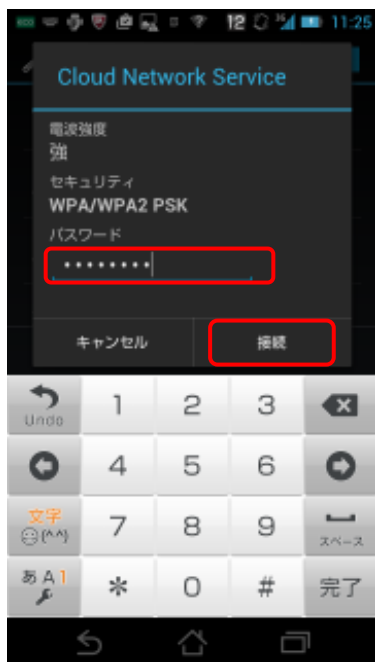 12 11:25
Cloud Network Service
電波強度
強
セキュリティ
WPA/WPA2 PSK
パスワード
••••••••
キャンセル 接続
Undo 1 2 3
4 5 6
文字 (^^) 7 8 9 スペース
あA1 * 0 # 完了